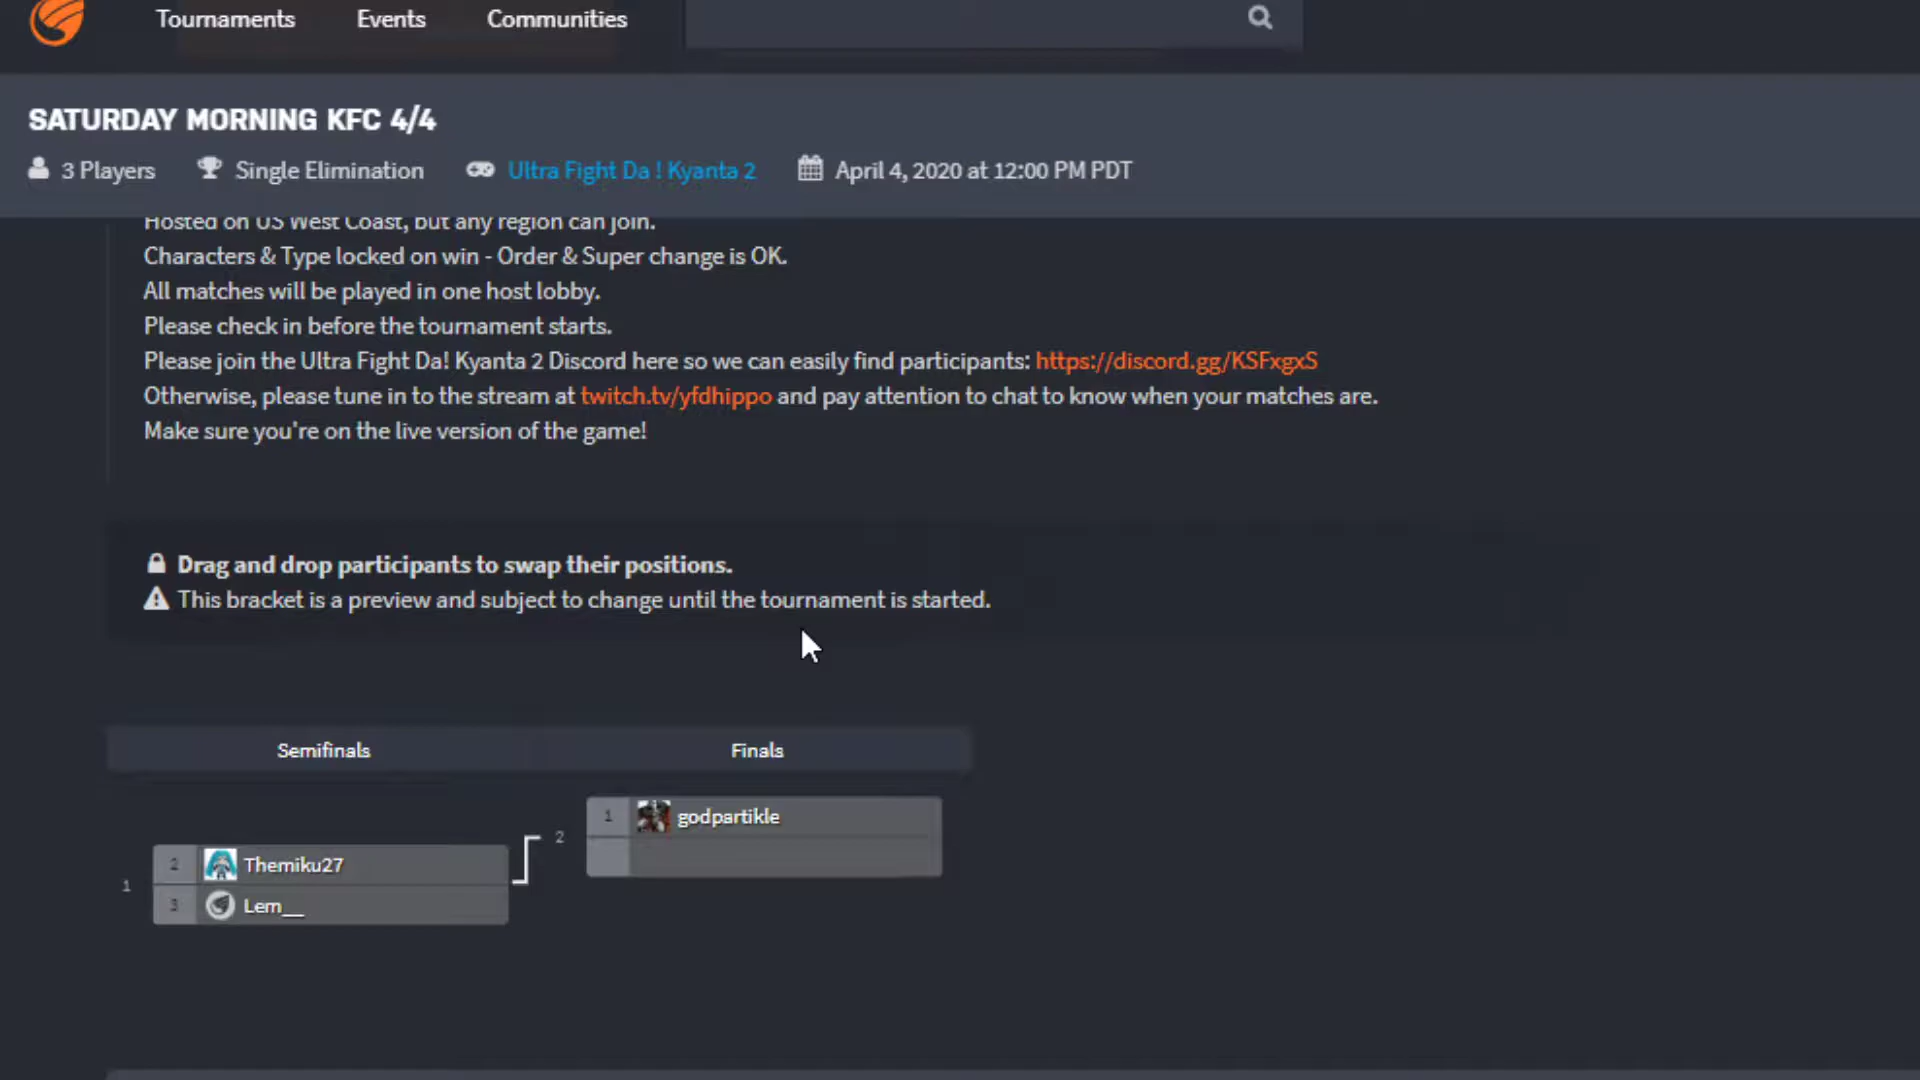 Tournaments Events Communities
SATURDAY MORNING KFC 4/4
3 Players Single Elimination Ultra Fight Da ! Kyanta 2 April 4, 2020 at 12:00 PM PDT
Hosted on US West Coast, but any region can join.
Characters & Type locked on win - Order & Super change is OK.
All matches will be played in one host lobby.
Please check in before the tournament starts.
Please join the Ultra Fight Da! Kyanta 2 Discord here so we can easily find participants: https://discord.gg/KSFxgxS
Otherwise, please tune in to the stream at twitch.tv/yfdhippo and pay attention to chat to know when your matches are.
Make sure you're on the live version of the game!
Drag and drop participants to swap their positions.
This bracket is a preview and subject to change until the tournament is started.
Semifinals Finals
1 godpartikle
2
2 Themiku27
1
3 Lem__